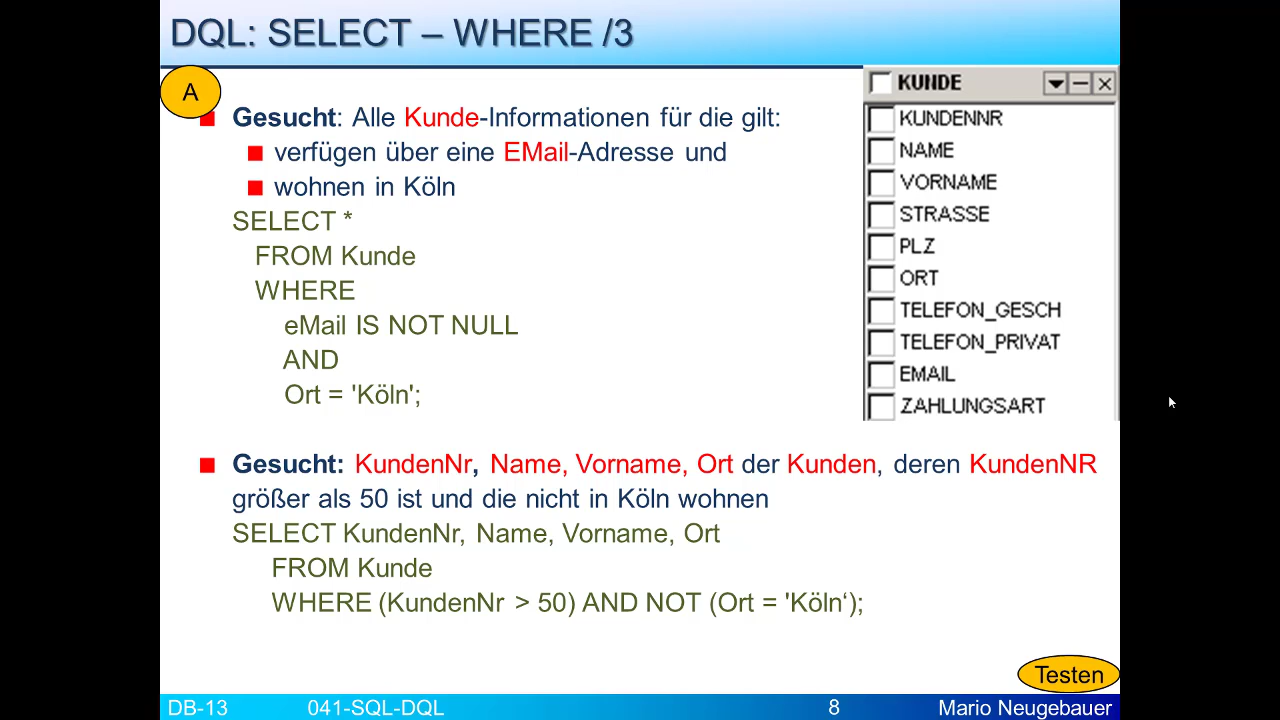 DQL: SELECT – WHERE /3
A
Gesucht: Alle Kunde-Informationen für die gilt:
verfügen über eine EMail-Adresse und
wohnen in Köln
SELECT *
FROM Kunde
WHERE
eMail IS NOT NULL
AND
Ort = 'Köln';
KUNDE
KUNDENNR
NAME
VORNAME
STRASSE
PLZ
ORT
TELEFON_GESCH
TELEFON_PRIVAT
EMAIL
ZAHLUNGSART
Gesucht: KundenNr, Name, Vorname, Ort der Kunden, deren KundenNR
größer als 50 ist und die nicht in Köln wohnen
SELECT KundenNr, Name, Vorname, Ort
FROM Kunde
WHERE (KundenNr > 50) AND NOT (Ort = 'Köln‘);
Testen
DB-13 041-SQL-DQL 8 Mario Neugebauer